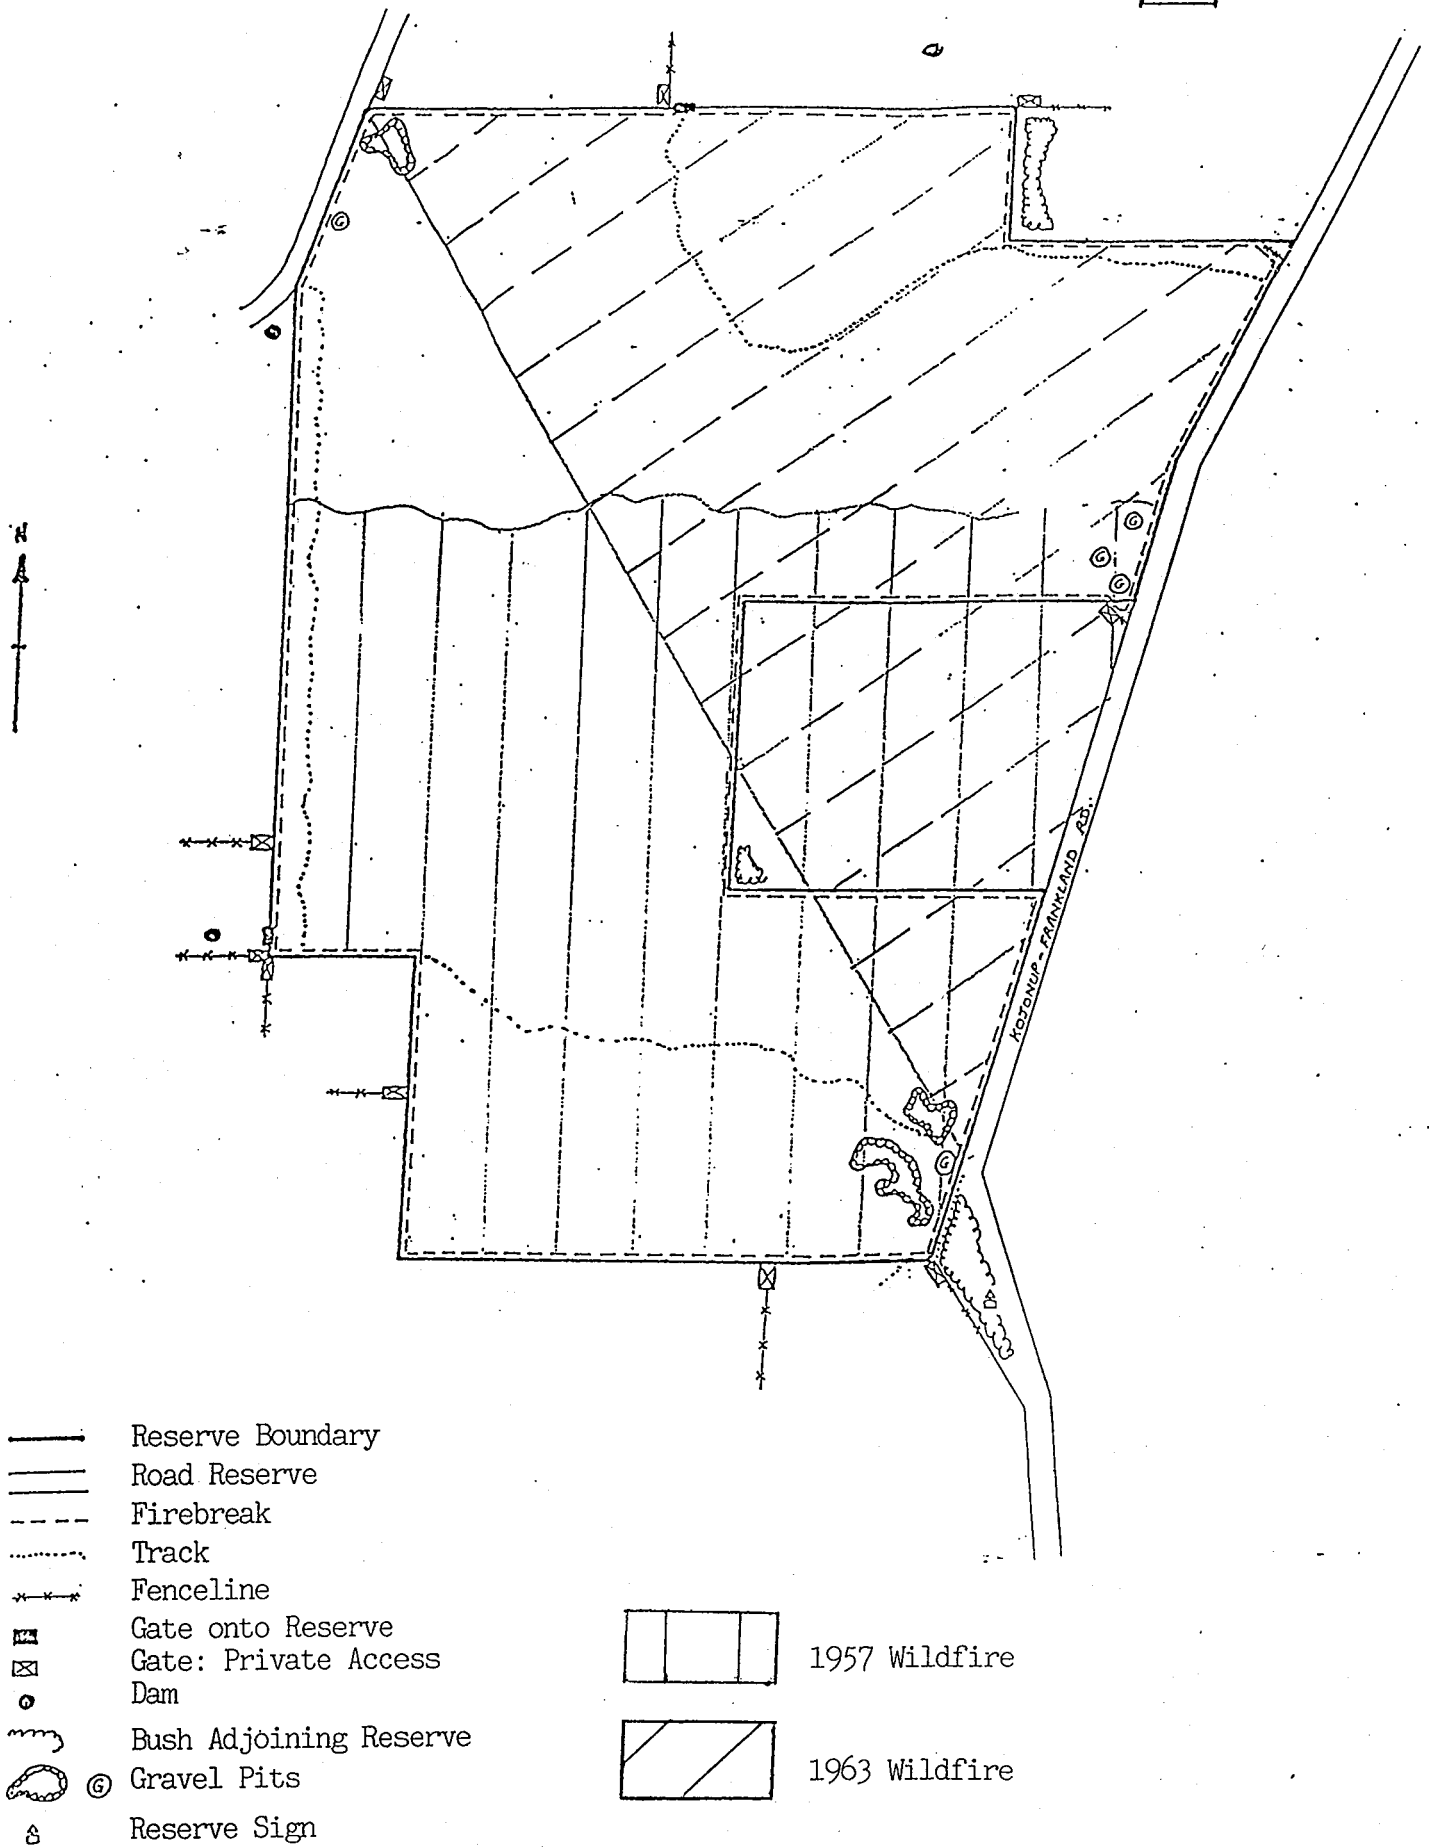 G
N
G
G
G
KOJONUP - FRANKLAND RD.
G
Reserve Boundary
Road Reserve
Firebreak
Track
Fenceline
Gate onto Reserve
Gate: Private Access
Dam
Bush Adjoining Reserve
G Gravel Pits
Reserve Sign
1957 Wildfire
1963 Wildfire